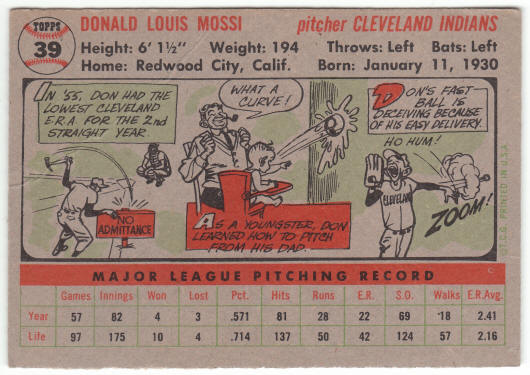 TOPPS
39
DONALD LOUIS MOSSI pitcher CLEVELAND INDIANS
Height: 6' 1½" Weight: 194 Throws: Left Bats: Left
Home: Redwood City, Calif. Born: January 11, 1930
IN '55, DON HAD THE
LOWEST CLEVELAND
E.R.A. FOR THE 2nd
STRAIGHT YEAR.
NO
ADMITTANCE
WHAT A
CURVE!
AS A YOUNGSTER, DON
LEARNED HOW TO PITCH
FROM HIS DAD.
DON'S FAST-
BALL IS
DECEIVING BECAUSE
OF HIS EASY DELIVERY.
HO HUM!
CLEVELAND
ZOOM!
PRINTED IN U.S.A.
MAJOR LEAGUE PITCHING RECORD
Games Innings Won Lost Pct. Hits Runs E.R. S.O. Walks E.R.Avg.
Year 57 82 4 3 .571 81 28 22 69 18 2.41
Life 97 175 10 4 .714 137 50 42 124 57 2.16